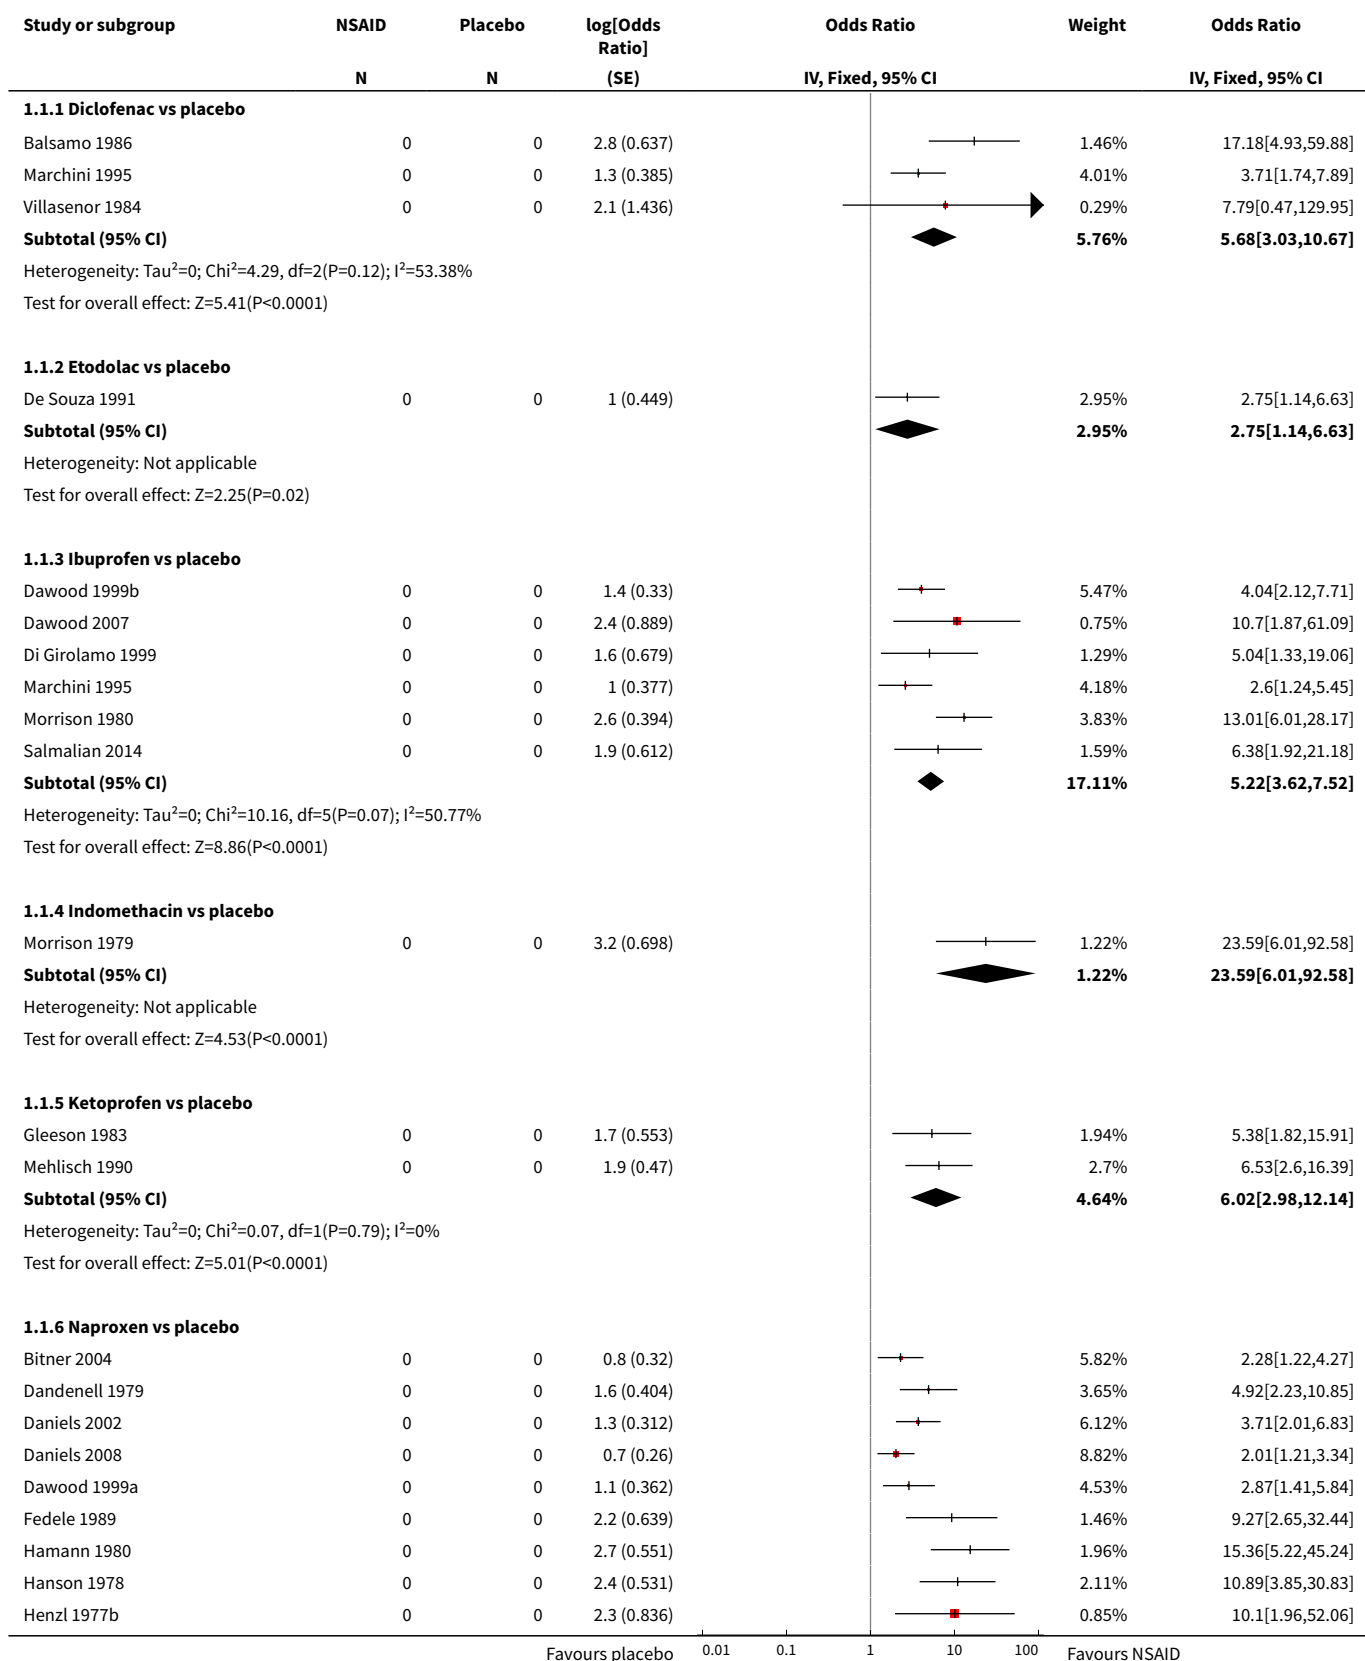 Study or subgroup NSAID Placebo log[Odds Ratio] Odds Ratio Weight Odds Ratio
N N (SE) IV, Fixed, 95% CI IV, Fixed, 95% CI
1.1.1 Diclofenac vs placebo
Balsamo 1986 0 0 2.8 (0.637) 1.46% 17.18[4.93,59.88]
Marchini 1995 0 0 1.3 (0.385) 4.01% 3.71[1.74,7.89]
Villasenor 1984 0 0 2.1 (1.436) 0.29% 7.79[0.47,129.95]
Subtotal (95% CI) 5.76% 5.68[3.03,10.67]
Heterogeneity: Tau²=0; Chi²=4.29, df=2(P=0.12); I²=53.38%
Test for overall effect: Z=5.41(P<0.0001)
1.1.2 Etodolac vs placebo
De Souza 1991 0 0 1 (0.449) 2.95% 2.75[1.14,6.63]
Subtotal (95% CI) 2.95% 2.75[1.14,6.63]
Heterogeneity: Not applicable
Test for overall effect: Z=2.25(P=0.02)
1.1.3 Ibuprofen vs placebo
Dawood 1999b 0 0 1.4 (0.33) 5.47% 4.04[2.12,7.71]
Dawood 2007 0 0 2.4 (0.889) 0.75% 10.7[1.87,61.09]
Di Girolamo 1999 0 0 1.6 (0.679) 1.29% 5.04[1.33,19.06]
Marchini 1995 0 0 1 (0.377) 4.18% 2.6[1.24,5.45]
Morrison 1980 0 0 2.6 (0.394) 3.83% 13.01[6.01,28.17]
Salmalian 2014 0 0 1.9 (0.612) 1.59% 6.38[1.92,21.18]
Subtotal (95% CI) 17.11% 5.22[3.62,7.52]
Heterogeneity: Tau²=0; Chi²=10.16, df=5(P=0.07); I²=50.77%
Test for overall effect: Z=8.86(P<0.0001)
1.1.4 Indomethacin vs placebo
Morrison 1979 0 0 3.2 (0.698) 1.22% 23.59[6.01,92.58]
Subtotal (95% CI) 1.22% 23.59[6.01,92.58]
Heterogeneity: Not applicable
Test for overall effect: Z=4.53(P<0.0001)
1.1.5 Ketoprofen vs placebo
Gleeson 1983 0 0 1.7 (0.553) 1.94% 5.38[1.82,15.91]
Mehlisch 1990 0 0 1.9 (0.47) 2.7% 6.53[2.6,16.39]
Subtotal (95% CI) 4.64% 6.02[2.98,12.14]
Heterogeneity: Tau²=0; Chi²=0.07, df=1(P=0.79); I²=0%
Test for overall effect: Z=5.01(P<0.0001)
1.1.6 Naproxen vs placebo
Bitner 2004 0 0 0.8 (0.32) 5.82% 2.28[1.22,4.27]
Dandenell 1979 0 0 1.6 (0.404) 3.65% 4.92[2.23,10.85]
Daniels 2002 0 0 1.3 (0.312) 6.12% 3.71[2.01,6.83]
Daniels 2008 0 0 0.7 (0.26) 8.82% 2.01[1.21,3.34]
Dawood 1999a 0 0 1.1 (0.362) 4.53% 2.87[1.41,5.84]
Fedele 1989 0 0 2.2 (0.639) 1.46% 9.27[2.65,32.44]
Hamann 1980 0 0 2.7 (0.551) 1.96% 15.36[5.22,45.24]
Hanson 1978 0 0 2.4 (0.531) 2.11% 10.89[3.85,30.83]
Henzl 1977b 0 0 2.3 (0.836) 0.85% 10.1[1.96,52.06]
Favours placebo 0.01 0.1 1 10 100 Favours NSAID